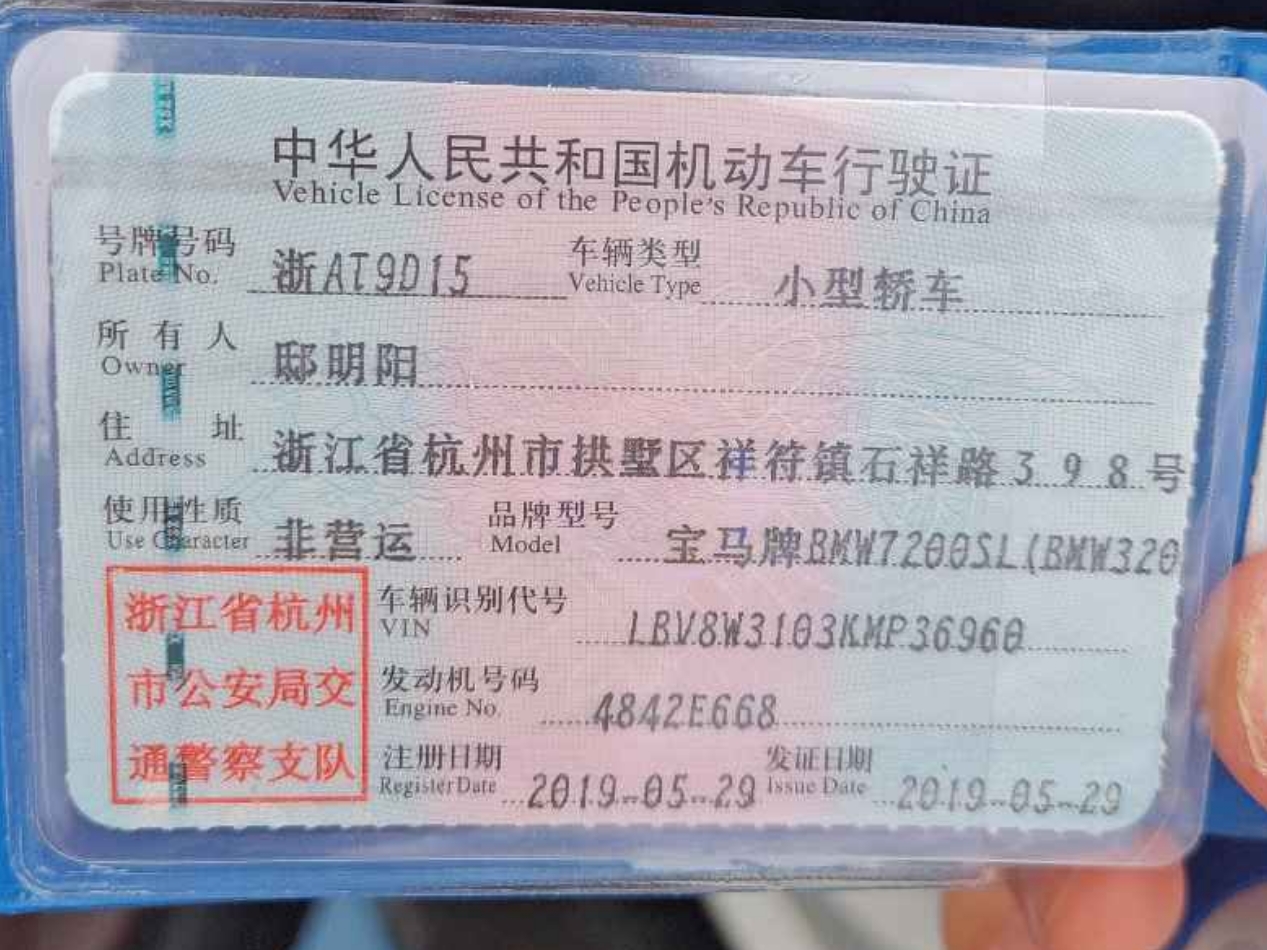 中华人民共和国机动车行驶证
Vehicle License of the People's Republic of China
号牌号码 浙AT9D15 车辆类型 小型轿车
Plate No. Vehicle Type
所有人 邸明阳
Owner
住址 浙江省杭州市拱墅区祥符镇石祥路398号
Address
使用性质 非营运 品牌型号 宝马牌BMW7200SL(BMW320
Use Character Model
浙江省杭州
市公安局交
通警察支队
车辆识别代号 LBV8W3103KMP36960
VIN
发动机号码 4842E668
Engine No.
注册日期 2019-05-29 发证日期 2019-05-29
Register Date Issue Date